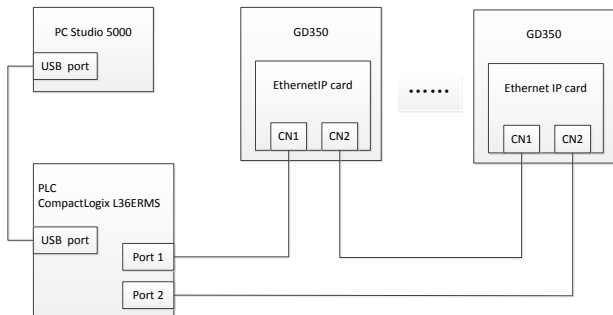 PC Studio 5000
USB port
GD350
EthernetIP card
CN1
CN2
......
GD350
Ethernet IP card
CN1
CN2
PLC
CompactLogix L36ERMS
USB port
Port 1
Port 2